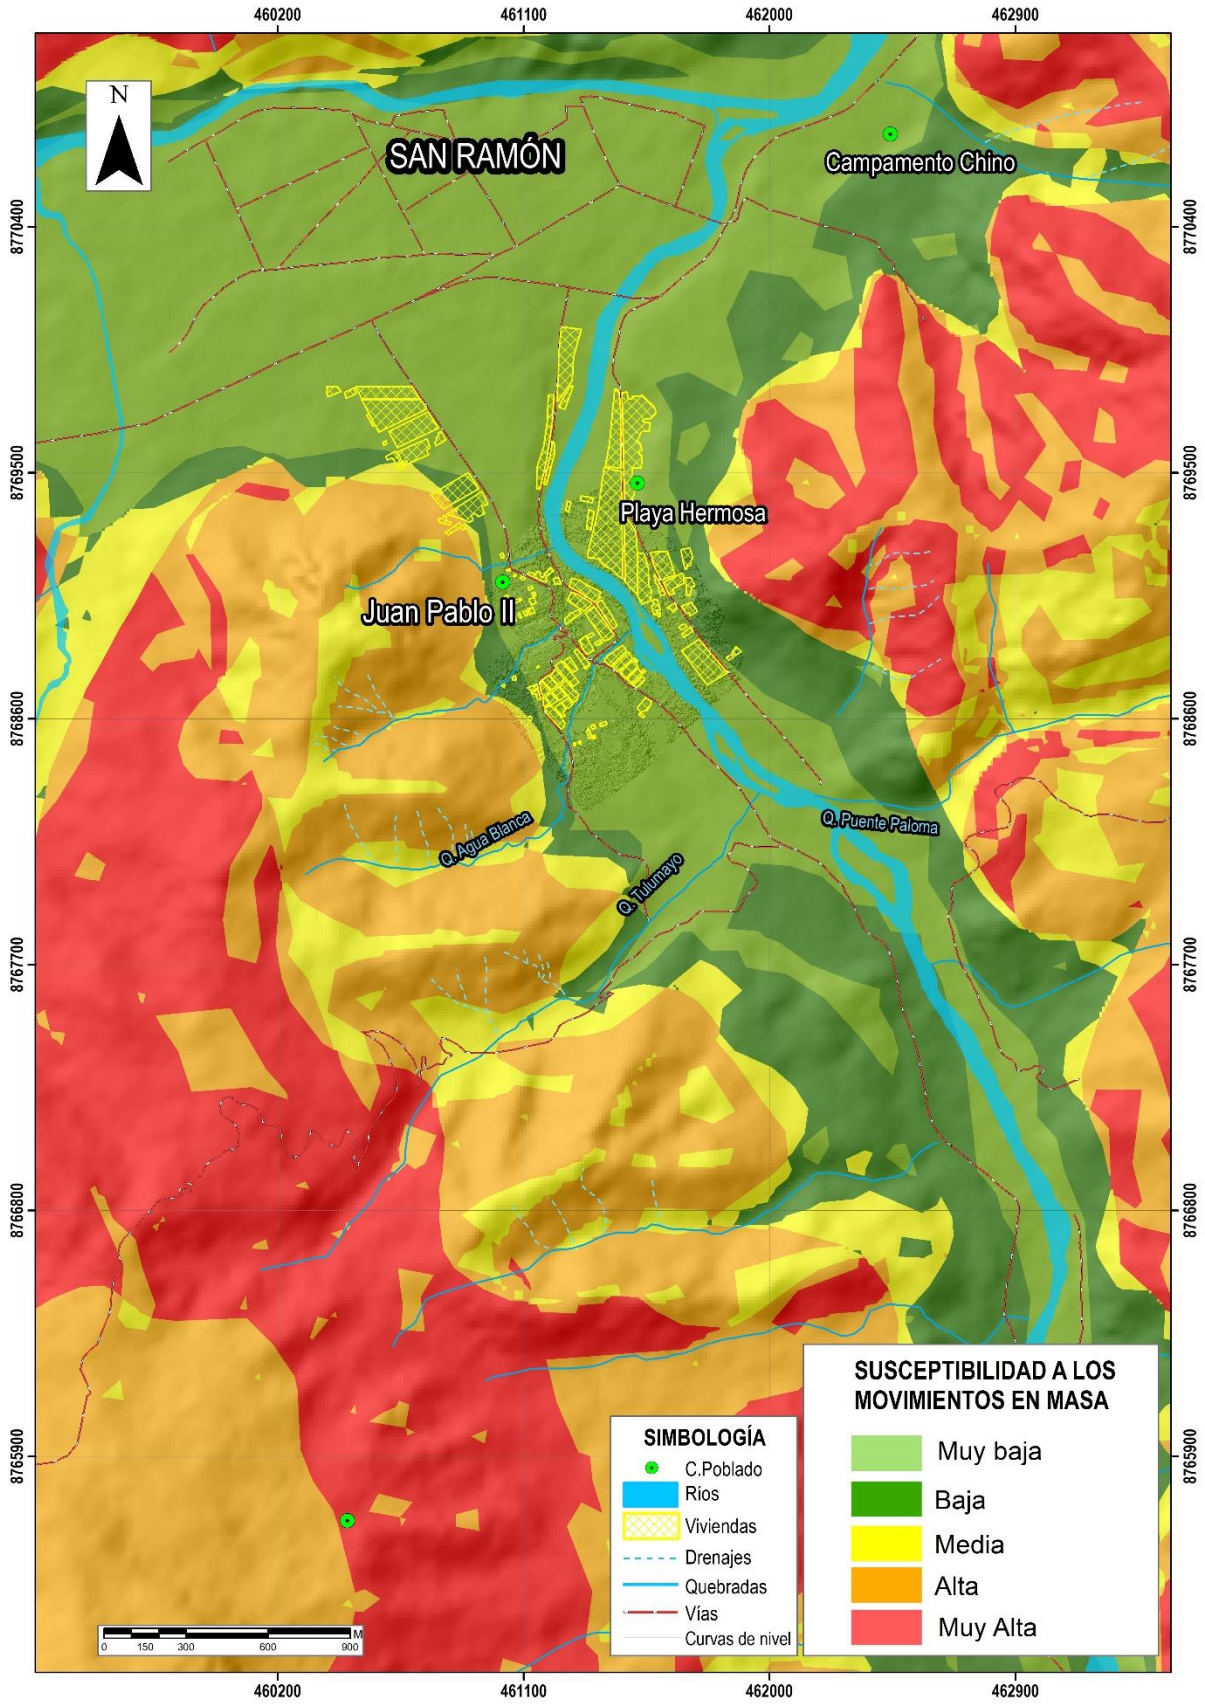 460200 461100 462000 462900
N
SAN RAMÓN
Campamento Chino
8770400 8770400
8769500 8769500
Playa Hermosa
Juan Pablo II
8768600 8768600
Q. Puente Paloma
Q. Agua Blanca
Q. Tulumayo
8767700 8767700
8766800 8766800
8765900 8765900
SUSCEPTIBILIDAD A LOS
MOVIMIENTOS EN MASA
Muy baja
Baja
Media
Alta
Muy Alta
SIMBOLOGÍA
C.Poblado
Ríos
Viviendas
Drenajes
Quebradas
Vías
Curvas de nivel
M
0 150 300 600 900
460200 461100 462000 462900